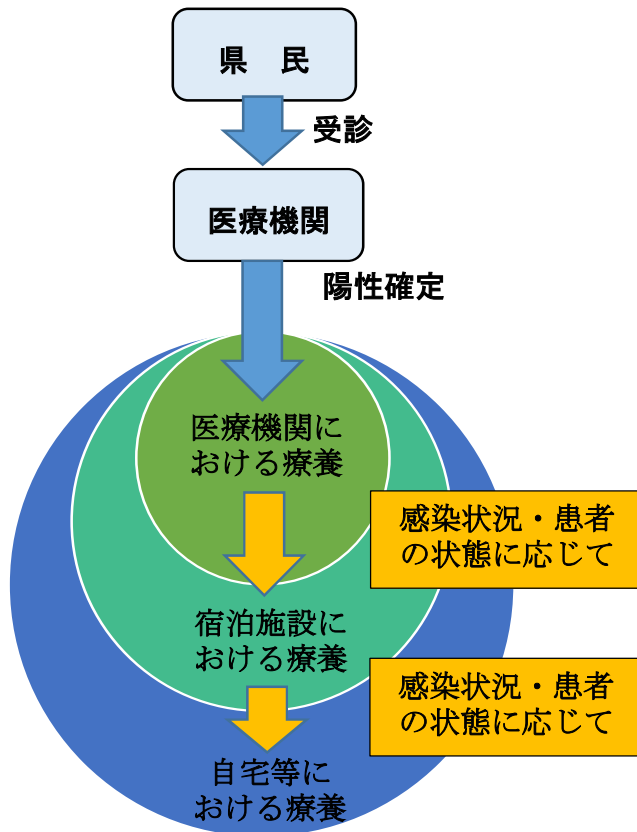 県　民
受診
医療機関
陽性確定
医療機関に
おける療養
感染状況・患者
の状態に応じて
宿泊施設に
おける療養
感染状況・患者
の状態に応じて
自宅等に
おける療養